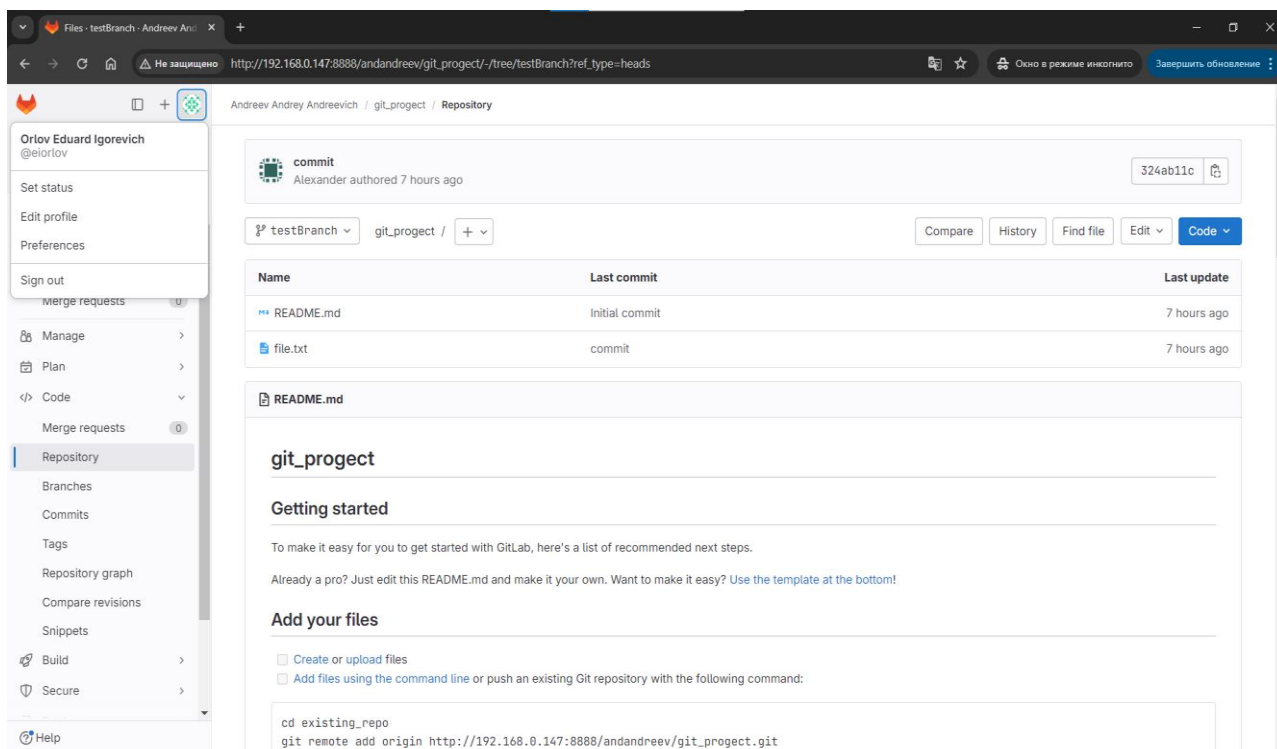 Files · testBranch · Andreev And
Не защищено http://192.168.0.147:8888/andandreev/git_progect/-/tree/testBranch?ref_type=heads Окно в режиме инкогнито Завершить обновление
Andreev Andrey Andreevich / git_progect / Repository
Orlov Eduard Igorevich
@eiorlov
Set status
Edit profile
Preferences
Sign out
Merge requests 0
Manage
Plan
Code
Merge requests 0
Repository
Branches
Commits
Tags
Repository graph
Compare revisions
Snippets
Build
Secure
Help
commit
Alexander authored 7 hours ago
324ab11c
testBranch git_progect / + Compare History Find file Edit Code
Name Last commit Last update
README.md Initial commit 7 hours ago
file.txt commit 7 hours ago
README.md
git_progect
Getting started
To make it easy for you to get started with GitLab, here's a list of recommended next steps.
Already a pro? Just edit this README.md and make it your own. Want to make it easy? Use the template at the bottom!
Add your files
Create or upload files
Add files using the command line or push an existing Git repository with the following command:
cd existing_repo
git remote add origin http://192.168.0.147:8888/andandreev/git_progect.git